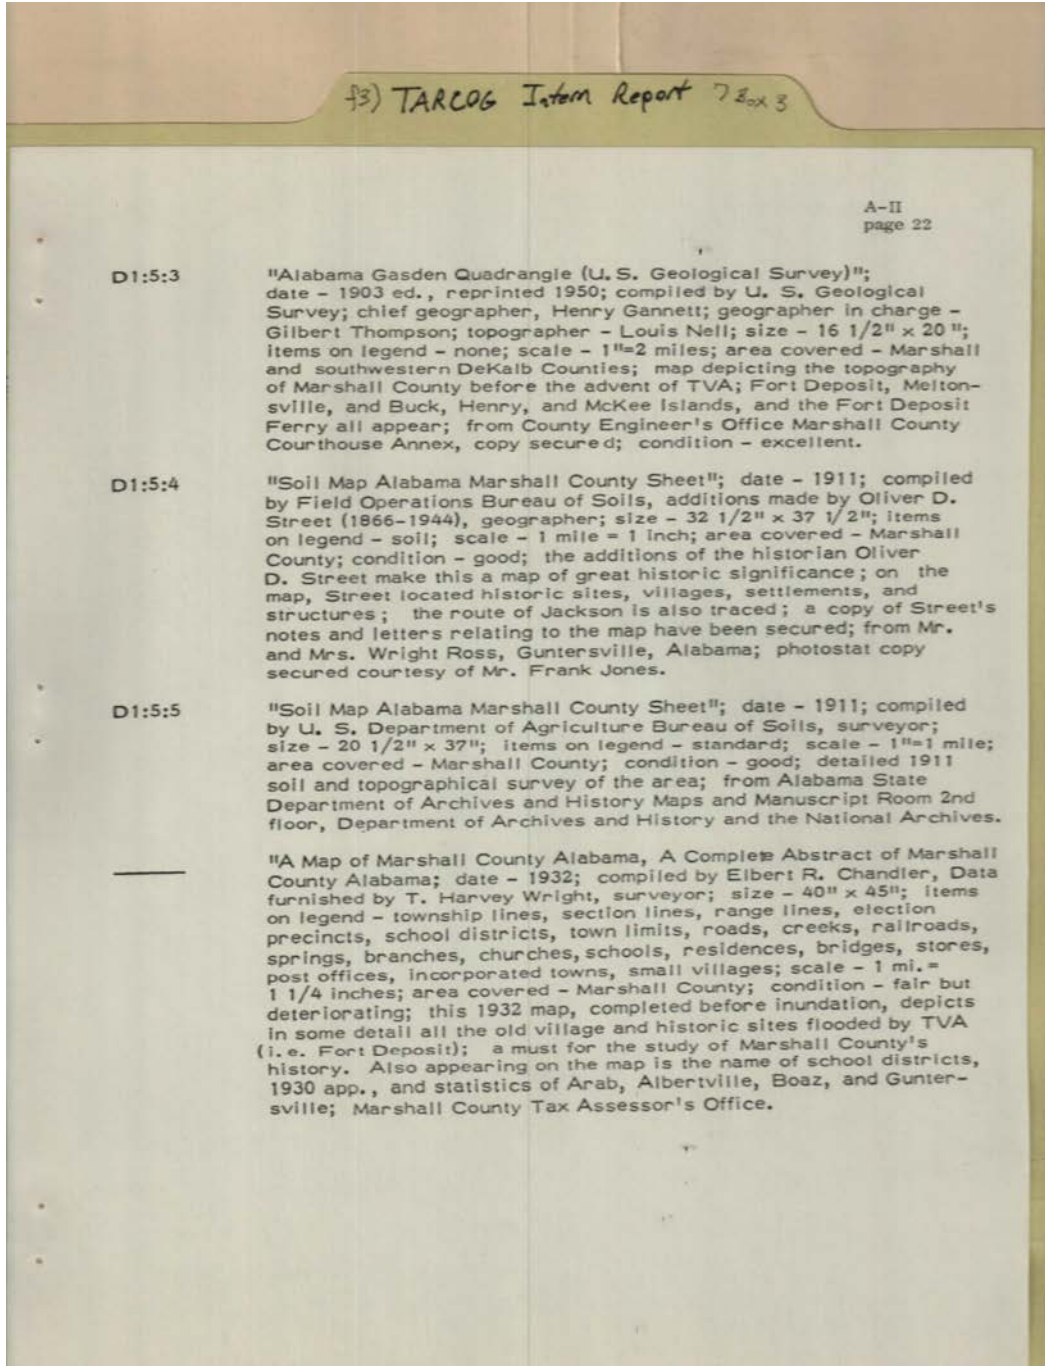 f3) TARCOG Intern Report 7 Box 3
A-II
page 22
D1:5:3 "Alabama Gasden Quadrangle (U.S. Geological Survey)";
date - 1903 ed., reprinted 1950; compiled by U. S. Geological
Survey; chief geographer, Henry Gannett; geographer in charge -
Gilbert Thompson; topographer - Louis Nell; size - 16 1/2" x 20 ";
items on legend - none; scale - 1"=2 miles; area covered - Marshall
and southwestern DeKalb Counties; map depicting the topography
of Marshall County before the advent of TVA; Fort Deposit, Melton-
sville, and Buck, Henry, and McKee Islands, and the Fort Deposit
Ferry all appear; from County Engineer's Office Marshall County
Courthouse Annex, copy secured; condition - excellent.
D1:5:4 "Soil Map Alabama Marshall County Sheet"; date - 1911; compiled
by Field Operations Bureau of Soils, additions made by Oliver D.
Street (1866-1944), geographer; size - 32 1/2" x 37 1/2"; items
on legend - soil; scale - 1 mile = 1 inch; area covered - Marshall
County; condition - good; the additions of the historian Oliver
D. Street make this a map of great historic significance; on the
map, Street located historic sites, villages, settlements, and
structures; the route of Jackson is also traced; a copy of Street's
notes and letters relating to the map have been secured; from Mr.
and Mrs. Wright Ross, Guntersville, Alabama; photostat copy
secured courtesy of Mr. Frank Jones.
D1:5:5 "Soil Map Alabama Marshall County Sheet"; date - 1911; compiled
by U. S. Department of Agriculture Bureau of Soils, surveyor;
size - 20 1/2" x 37"; items on legend - standard; scale - 1"=1 mile;
area covered - Marshall County; condition - good; detailed 1911
soil and topographical survey of the area; from Alabama State
Department of Archives and History Maps and Manuscript Room 2nd
floor, Department of Archives and History and the National Archives.
"A Map of Marshall County Alabama, A Complete Abstract of Marshall
County Alabama; date - 1932; compiled by Elbert R. Chandler, Data
furnished by T. Harvey Wright, surveyor; size - 40" x 45"; items
on legend - township lines, section lines, range lines, election
precincts, school districts, town limits, roads, creeks, railroads,
springs, branches, churches, schools, residences, bridges, stores,
post offices, incorporated towns, small villages; scale - 1 mi. =
1 1/4 inches; area covered - Marshall County; condition - fair but
deteriorating; this 1932 map, completed before inundation, depicts
in some detail all the old village and historic sites flooded by TVA
(i.e. Fort Deposit); a must for the study of Marshall County's
history. Also appearing on the map is the name of school districts,
1930 app., and statistics of Arab, Albertville, Boaz, and Gunter-
sville; Marshall County Tax Assessor's Office.